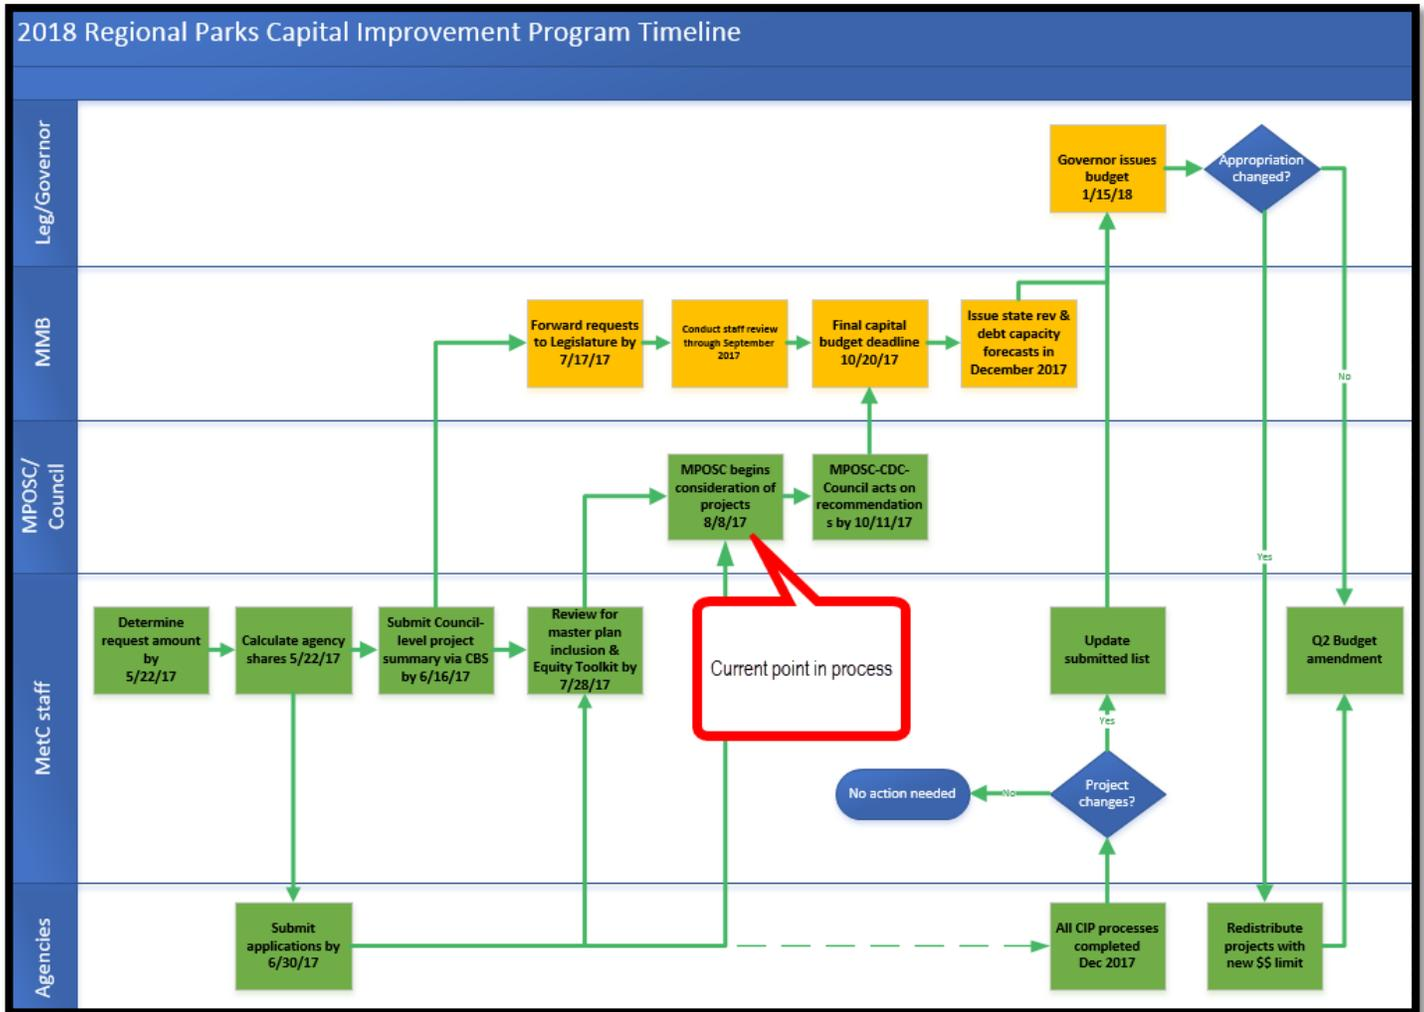 2018 Regional Parks Capital Improvement Program Timeline
Leg/Governor
Governor issues
budget
1/15/18
Appropriation
changed?
MMB
Forward requests
to Legislature by
7/17/17
Conduct staff review
through September
2017
Final capital
budget deadline
10/20/17
Issue state rev &
debt capacity
forecasts in
December 2017
No
MPOSC/
Council
MPOSC begins
consideration of
projects
8/8/17
MPOSC-CDC-
Council acts on
recommendation
s by 10/11/17
Yes
MetC staff
Determine
request amount
by
5/22/17
Calculate agency
shares 5/22/17
Submit Council-
level project
summary via CBS
by 6/16/17
Review for
master plan
inclusion &
Equity Toolkit by
7/28/17
Current point in process
Update
submitted list
Q2 Budget
amendment
Yes
No action needed
No
Project
changes?
Agencies
Submit
applications by
6/30/17
All CIP processes
completed
Dec 2017
Redistribute
projects with
new $$ limit